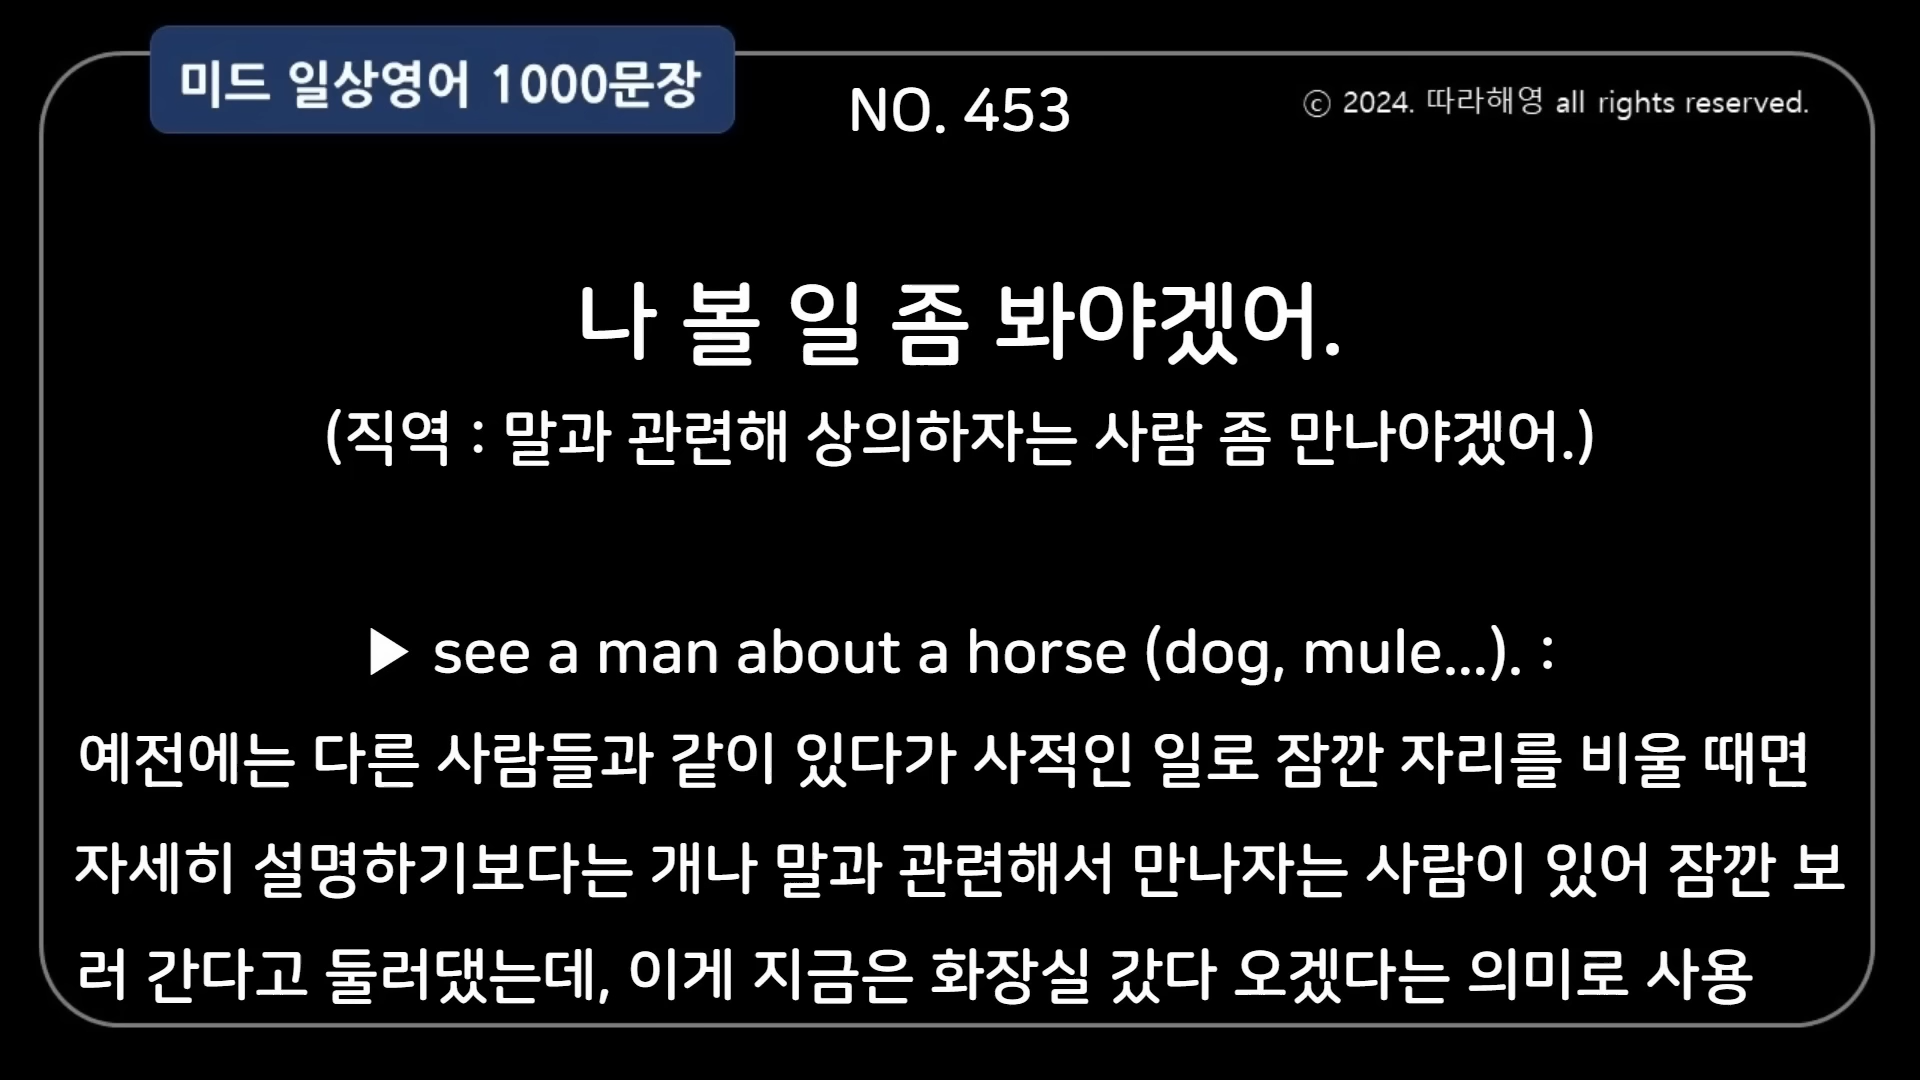 미드 일상영어 1000문장
NO. 453
ⓒ 2024. 따라해영 all rights reserved.
나 볼 일 좀 봐야겠어.
(직역 : 말과 관련해 상의하자는 사람 좀 만나야겠어.)
▶ see a man about a horse (dog, mule...). :
예전에는 다른 사람들과 같이 있다가 사적인 일로 잠깐 자리를 비울 때면
자세히 설명하기보다는 개나 말과 관련해서 만나자는 사람이 있어 잠깐 보
러 간다고 둘러댔는데, 이게 지금은 화장실 갔다 오겠다는 의미로 사용